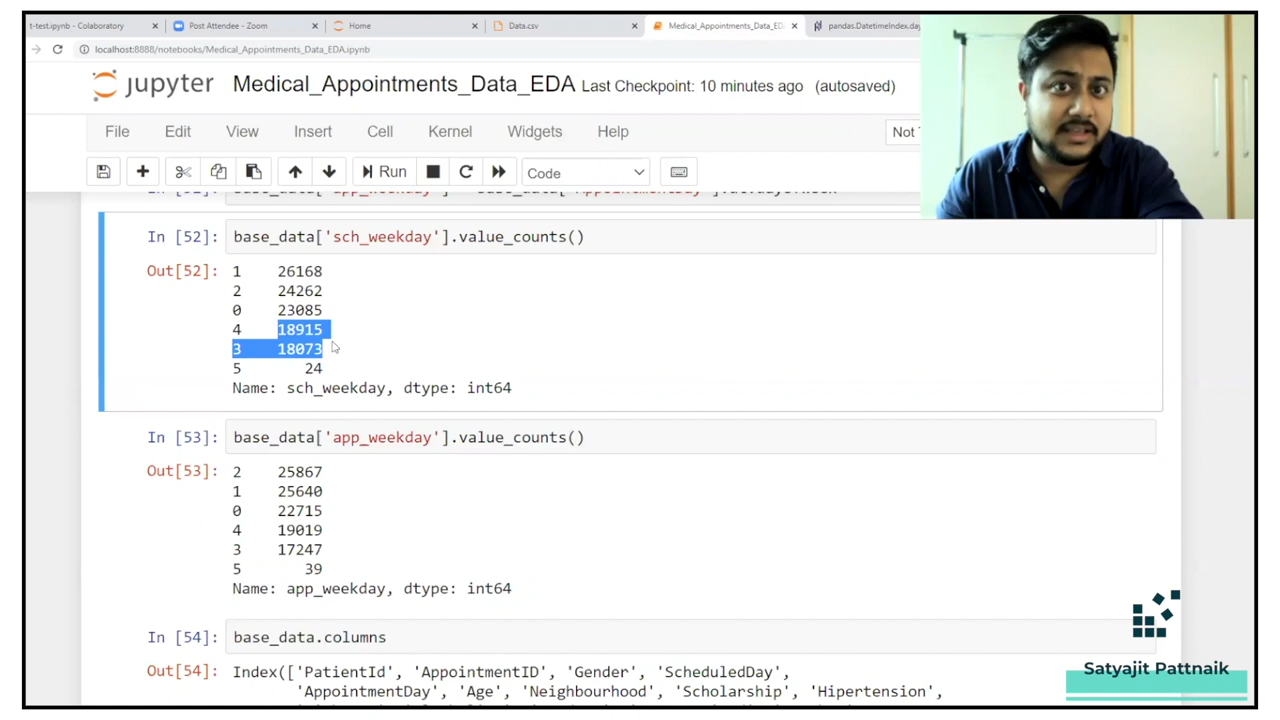 t-test.ipynb - Colaboratory
Post Attendee - Zoom
Home
Data.csv
Medical_Appointments_Data_ED
pandas.DatetimeIndex.day
localhost:8888/notebooks/Medical_Appointments_Data_EDA.ipynb
jupyter Medical_Appointments_Data_EDA Last Checkpoint: 10 minutes ago (autosaved)
File Edit View Insert Cell Kernel Widgets Help
Not
Run Code
In [52]: base_data['sch_weekday'].value_counts()
Out[52]: 1 26168
2 24262
0 23085
4 18915
3 18073
5 24
Name: sch_weekday, dtype: int64
In [53]: base_data['app_weekday'].value_counts()
Out[53]: 2 25867
1 25640
0 22715
4 19019
3 17247
5 39
Name: app_weekday, dtype: int64
In [54]: base_data.columns
Out[54]: Index(['PatientId', 'AppointmentID', 'Gender', 'ScheduledDay',
'AppointmentDay', 'Age', 'Neighbourhood', 'Scholarship', 'Hipertension',
Satyajit Pattnaik